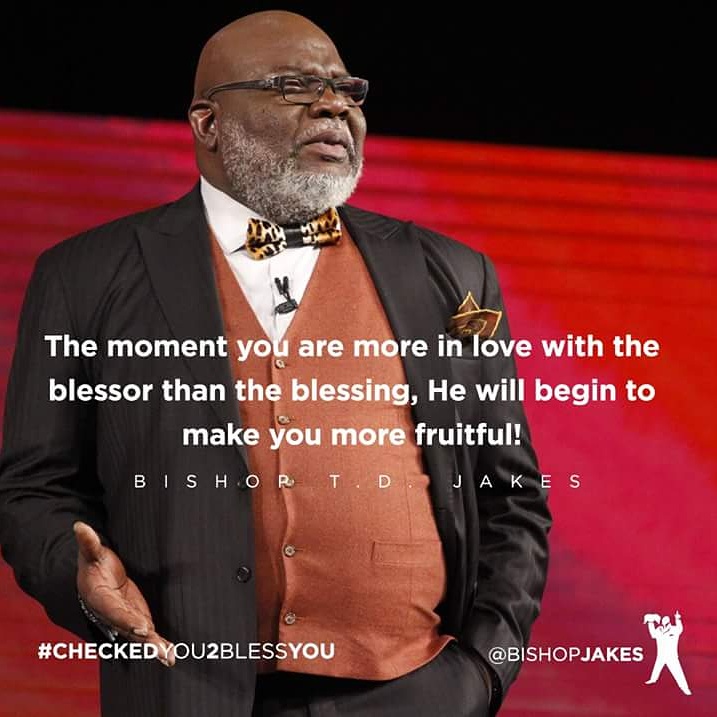 The moment you are more in love with the
blessor than the blessing, He will begin to
make you more fruitful!
BISHOP T.D. JAKES
#CHECKEDYOU2BLESSYOU
@BISHOPJAKES